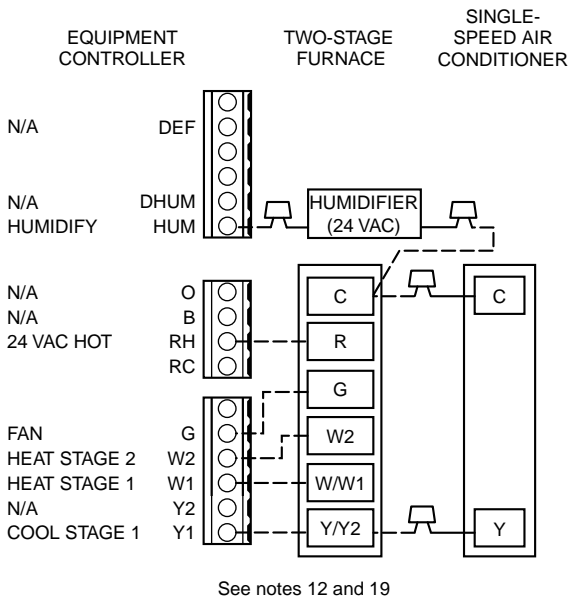 EQUIPMENT
CONTROLLER
TWO-STAGE
FURNACE
SINGLE-
SPEED AIR
CONDITIONER
N/A DEF
N/A DHUM
HUMIDIFY HUM
HUMIDIFIER
(24 VAC)
N/A O
N/A B
24 VAC HOT RH
RC
C
R
G
W2
W/W1
Y/Y2
C
Y
FAN G
HEAT STAGE 2 W2
HEAT STAGE 1 W1
N/A Y2
COOL STAGE 1 Y1
See notes 12 and 19